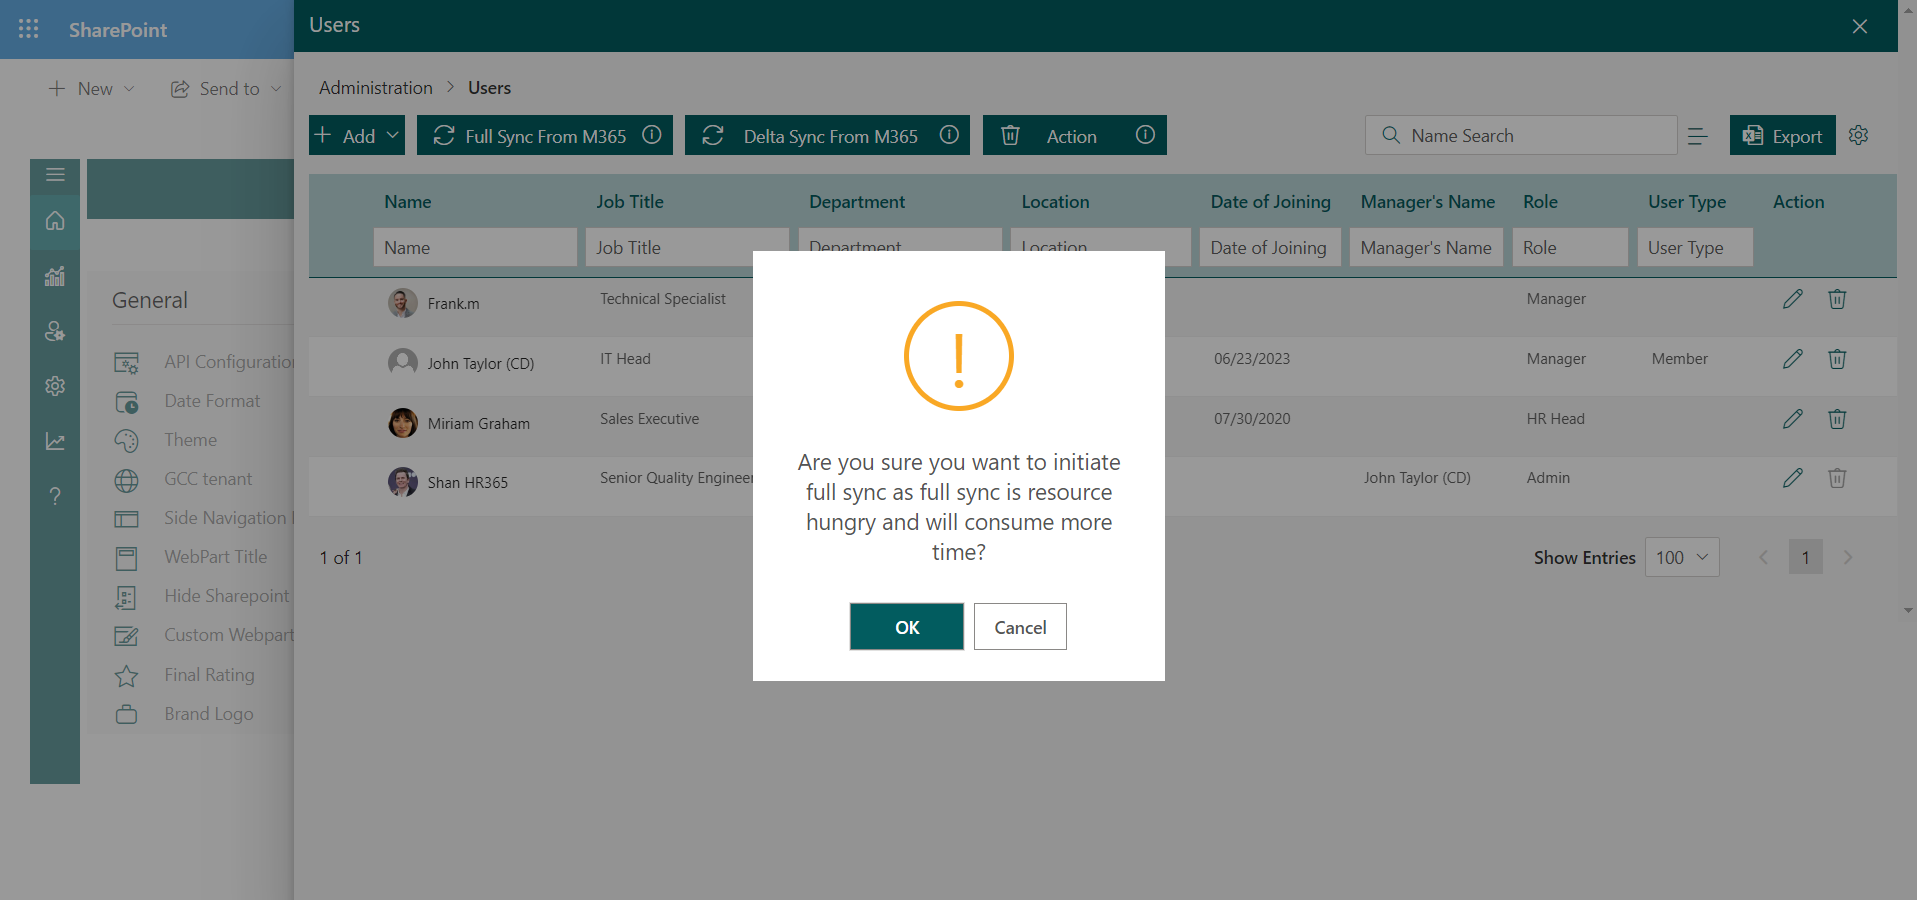 SharePoint
Users
New
Send to
Administration > Users
Add
Full Sync From M365
Delta Sync From M365
Action
Name Search
Export
Name Job Title Department Location Date of Joining Manager's Name Role User Type Action
Name Job Title Department Location Date of Joining Manager's Name Role User Type
Frank.m Technical Specialist Manager
John Taylor (CD) IT Head 06/23/2023 Manager Member
Miriam Graham Sales Executive 07/30/2020 HR Head
Shan HR365 Senior Quality Engineer John Taylor (CD) Admin
1 of 1
Show Entries 100 1
General
API Configuration
Date Format
Theme
GCC tenant
Side Navigation
WebPart Title
Hide Sharepoint
Custom Webpart
Final Rating
Brand Logo
Are you sure you want to initiate
full sync as full sync is resource
hungry and will consume more
time?
OK
Cancel